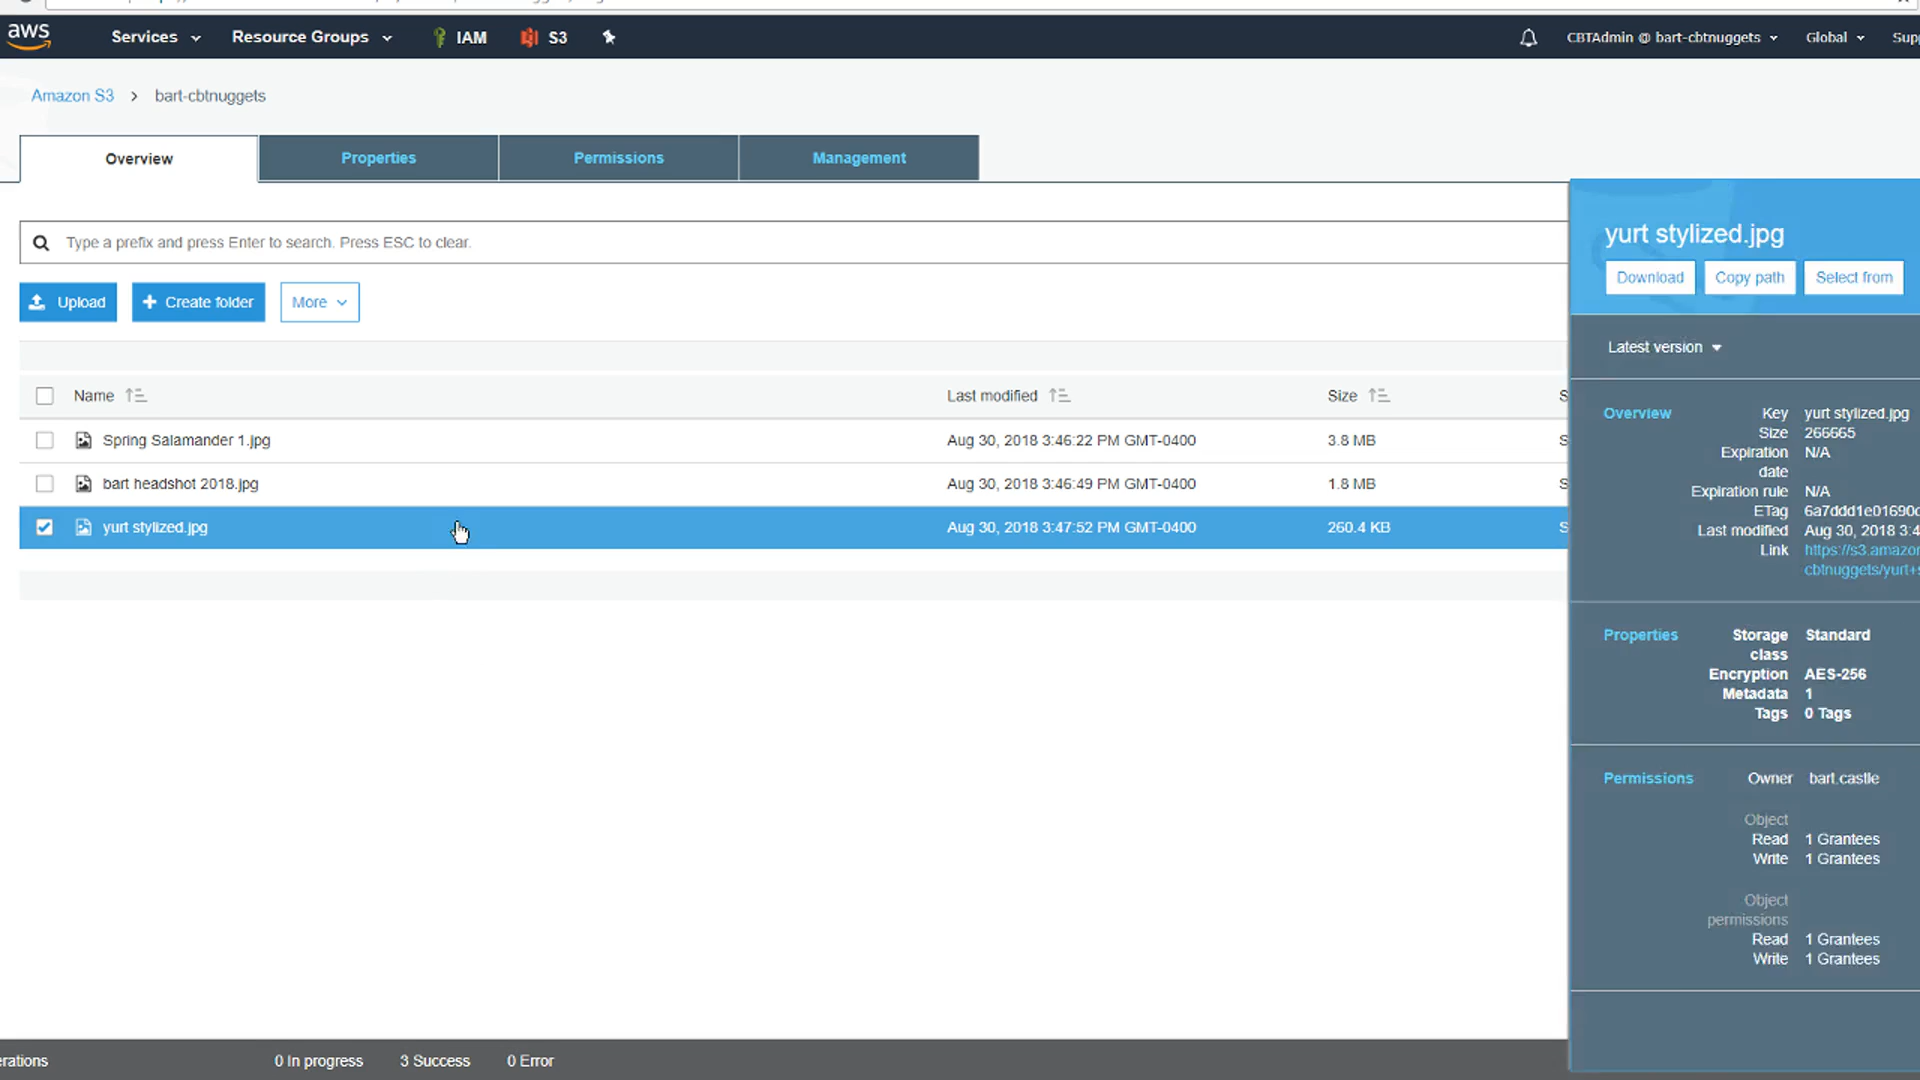 aws Services Resource Groups IAM S3 CBTAdmin @ bart-cbtnuggets Global Supp
Amazon S3 > bart-cbtnuggets
Overview Properties Permissions Management
Type a prefix and press Enter to search. Press ESC to clear.
Upload + Create folder More
Name Last modified Size S
Spring Salamander 1.jpg Aug 30, 2018 3:46:22 PM GMT-0400 3.8 MB S
bart headshot 2018.jpg Aug 30, 2018 3:46:49 PM GMT-0400 1.8 MB S
yurt stylized.jpg Aug 30, 2018 3:47:52 PM GMT-0400 260.4 KB S
yurt stylized.jpg
Download Copy path Select from
Latest version
Overview Key yurt stylized.jpg
Size 266665
Expiration N/A
date
Expiration rule N/A
ETag 6a7ddd1e01690c
Last modified Aug 30, 2018 3:4
Link https://s3.amazon
cbtnuggets/yurt+s
Properties Storage Standard
class
Encryption AES-256
Metadata 1
Tags 0 Tags
Permissions Owner bart.castle
Object
Read 1 Grantees
Write 1 Grantees
Object
permissions
Read 1 Grantees
Write 1 Grantees
erations 0 In progress 3 Success 0 Error